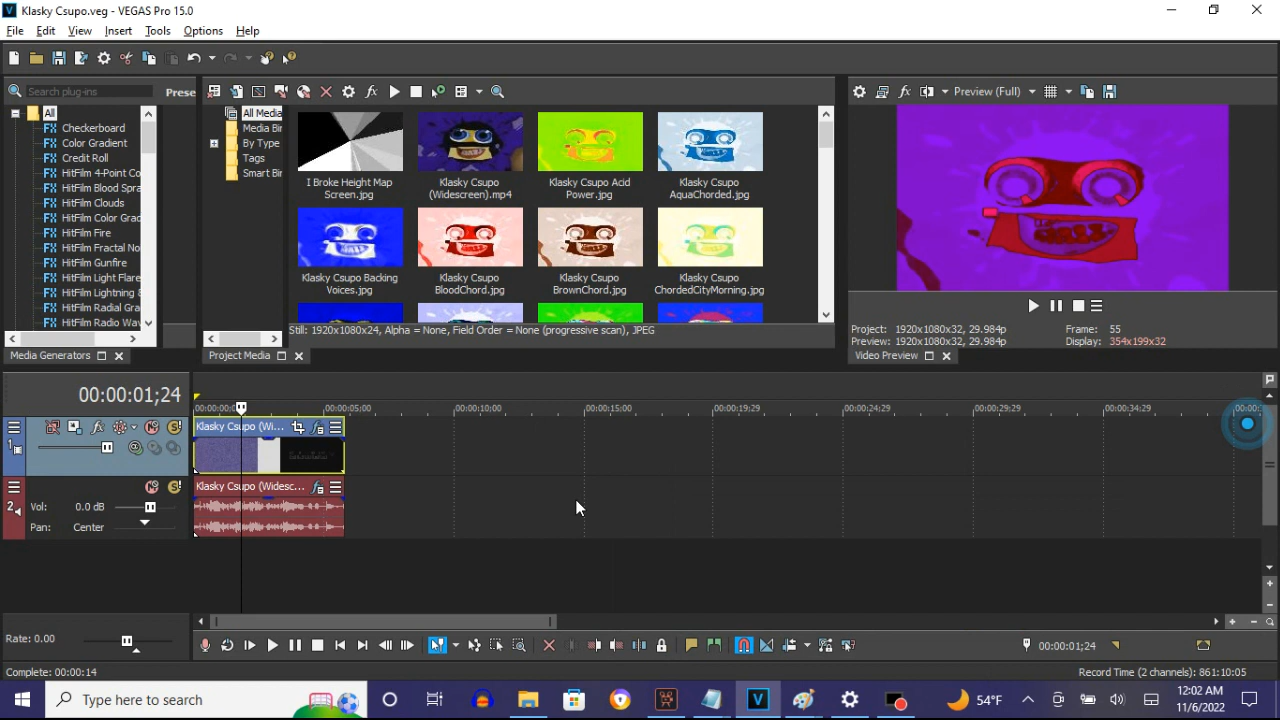 Klasky Csupo.veg - VEGAS Pro 15.0
File Edit View Insert Tools Options Help
Search plug-ins
Prese
All
Checkerboard
Color Gradient
Credit Roll
HitFilm 4-Point Co
HitFilm Blood Spra
HitFilm Clouds
HitFilm Color Grad
HitFilm Fire
HitFilm Fractal No
HitFilm Gunfire
HitFilm Light Flare
HitFilm Lightning &
HitFilm Radial Gra
HitFilm Radio Wav
Media Generators
All Media
Media Bin
By Type
Tags
Smart Bin
I Broke Height Map
Screen.jpg
Klasky Csupo
(Widescreen).mp4
Klasky Csupo Acid
Power.jpg
Klasky Csupo
AquaChorded.jpg
Klasky Csupo Backing
Voices.jpg
Klasky Csupo
BloodChord.jpg
Klasky Csupo
BrownChord.jpg
Klasky Csupo
ChordedCityMorning.jpg
Still: 1920x1080x24, Alpha = None, Field Order = None (progressive scan), JPEG
Project Media
Preview (Full)
Project: 1920x1080x32, 29.984p
Frame: 55
Preview: 1920x1080x32, 29.984p
Display: 354x199x32
Video Preview
00:00:01;24
00:00:0
00:00:05:00
00:00:10:00
00:00:15:00
00:00:19:29
00:00:24:29
00:00:29:29
00:00:34:29
00:0
1
Klasky Csupo (Wi...
2
Klasky Csupo (Widesc...
Vol: 0.0 dB
Pan: Center
Rate: 0.00
00:00:01;24
Complete: 00:00:14
Record Time (2 channels): 861:10:05
Type here to search
54°F
12:02 AM
11/6/2022